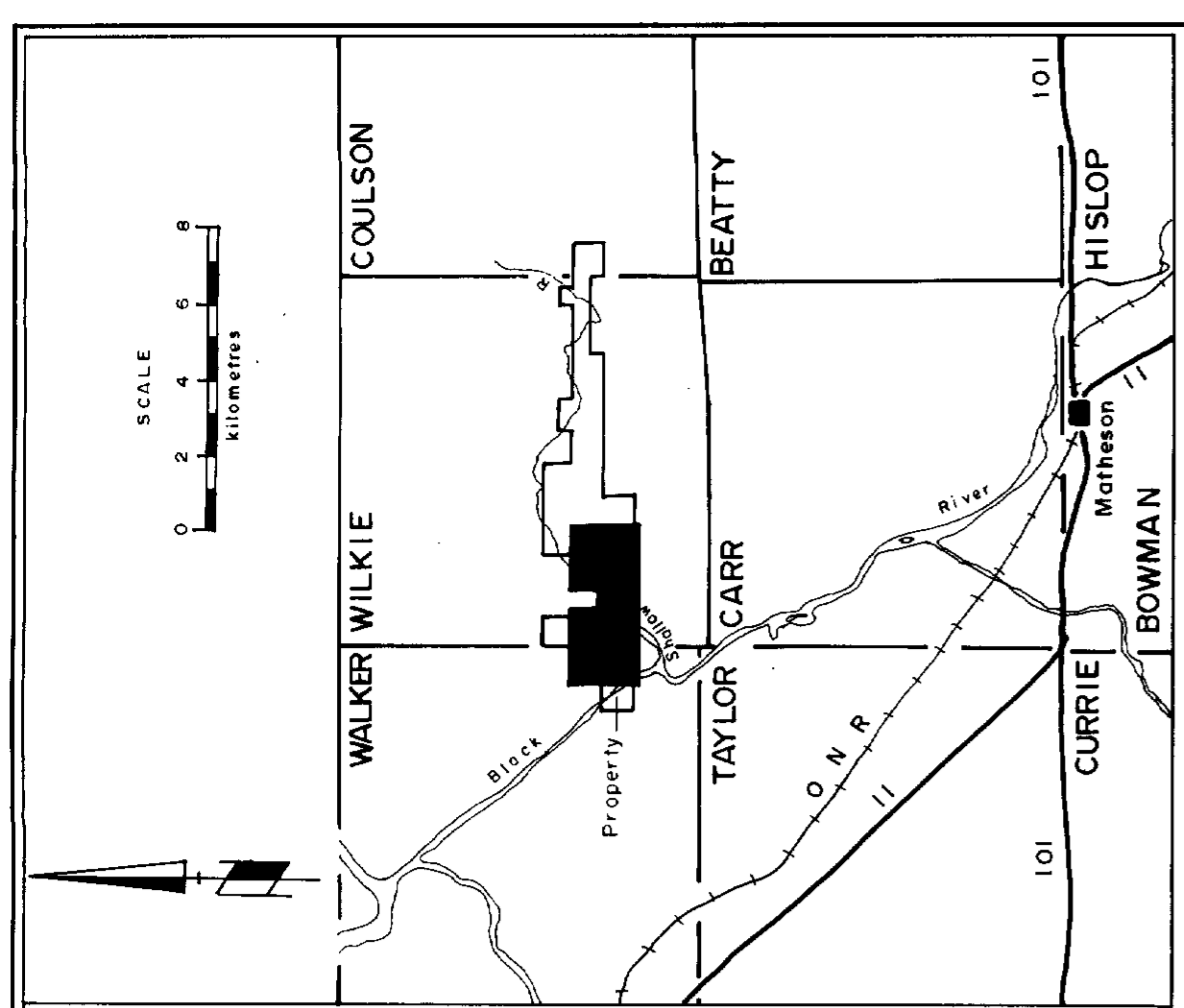 SCALE
0 2 4 6 8
kilometres
N
WALKER
WILKIE
COULSON
Black
R
Property
Shallow
TAYLOR
CARR
BEATTY
O N R
11
River
101
101
CURRIE
HISLOP
Matheson
11
BOWMAN